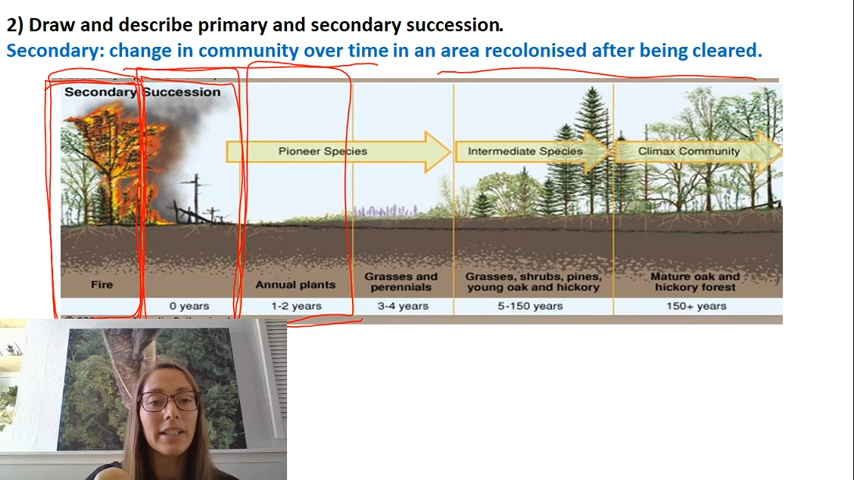 2) Draw and describe primary and secondary succession.
Secondary: change in community over time in an area recolonised after being cleared.
Secondary Succession
Pioneer Species
Intermediate Species
Climax Community
Fire
Annual plants
Grasses and
perennials
Grasses, shrubs, pines,
young oak and hickory
Mature oak and
hickory forest
0 years
1-2 years
3-4 years
5-150 years
150+ years